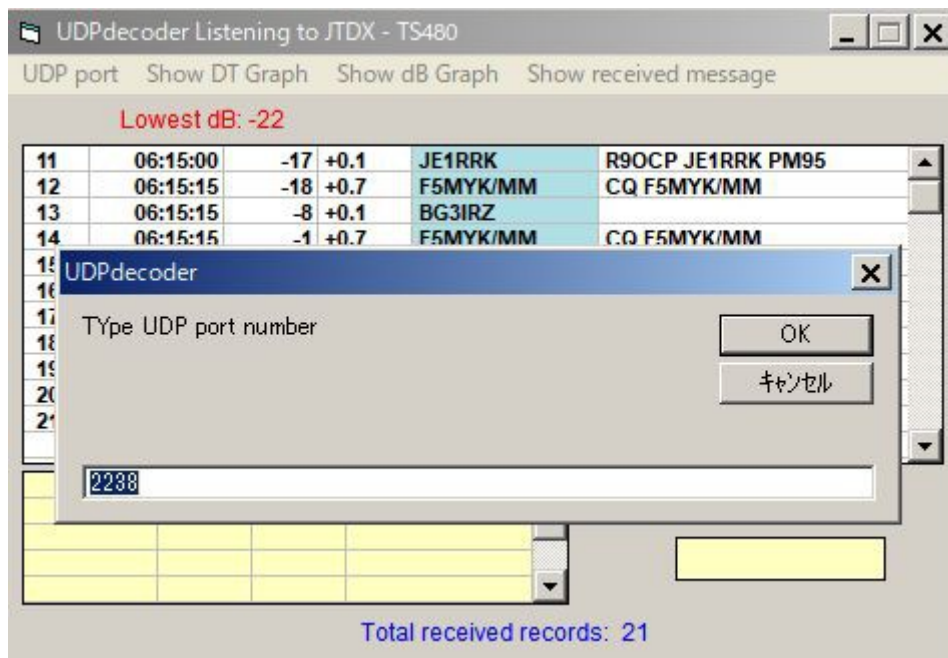 UDPdecoder Listening to JTDX - TS480
UDP port Show DT Graph Show dB Graph Show received message
Lowest dB: -22
11 06:15:00 -17 +0.1 JE1RRK R9OCP JE1RRK PM95
12 06:15:15 -18 +0.7 F5MYK/MM CQ F5MYK/MM
13 06:15:15 -8 +0.1 BG3IRZ
14 06:15:15 -1 +0.7 F5MYK/MM CQ F5MYK/MM
UDPdecoder
TYpe UDP port number
OK
キャンセル
2238
Total received records: 21